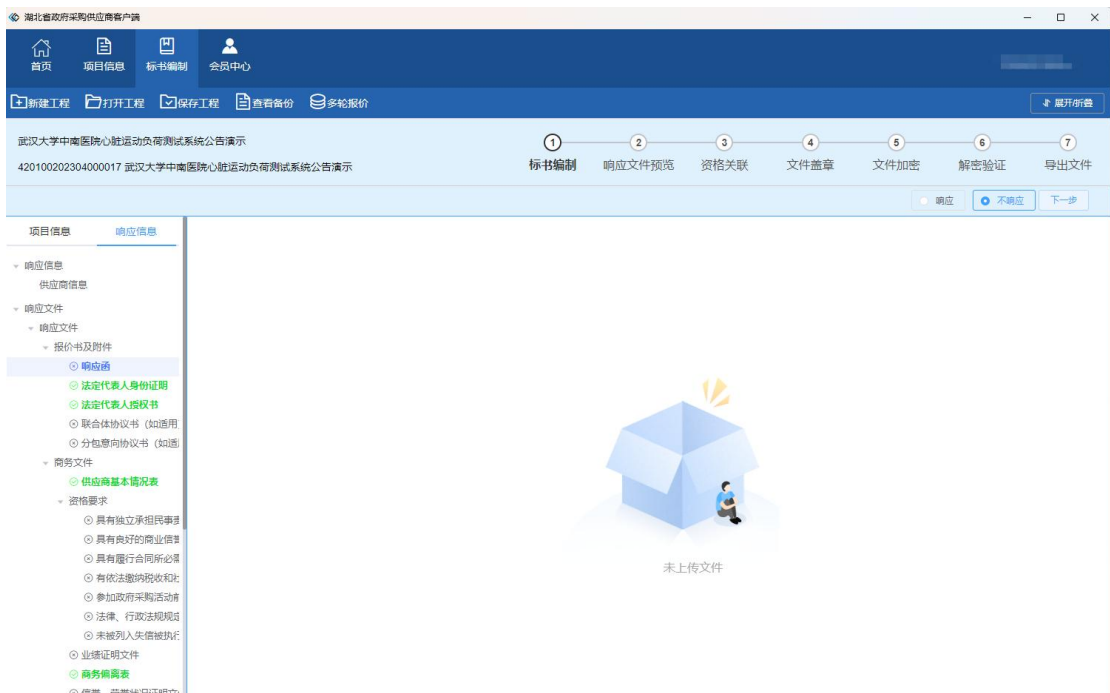 湖北省政府采购供应商客户端
首页 项目信息 标书编制 会员中心
新建工程 打开工程 保存工程 查看备份 多轮报价 展开/折叠
武汉大学中南医院心脏运动负荷测试系统公告演示
420100202304000017 武汉大学中南医院心脏运动负荷测试系统公告演示
1 2 3 4 5 6 7
标书编制 响应文件预览 资格关联 文件盖章 文件加密 解密验证 导出文件
响应 不响应 下一步
项目信息 响应信息
响应信息
供应商信息
响应文件
响应文件
报价书及附件
响应函
法定代表人身份证明
法定代表人授权书
联合体协议书（如适用
分包意向协议书（如适
商务文件
供应商基本情况表
资格要求
具有独立承担民事责
具有良好的商业信誉
具有履行合同所必需
有依法缴纳税收和社
参加政府采购活动前
法律、行政法规规定
未被列入失信被执行
业绩证明文件
商务偏离表
未上传文件